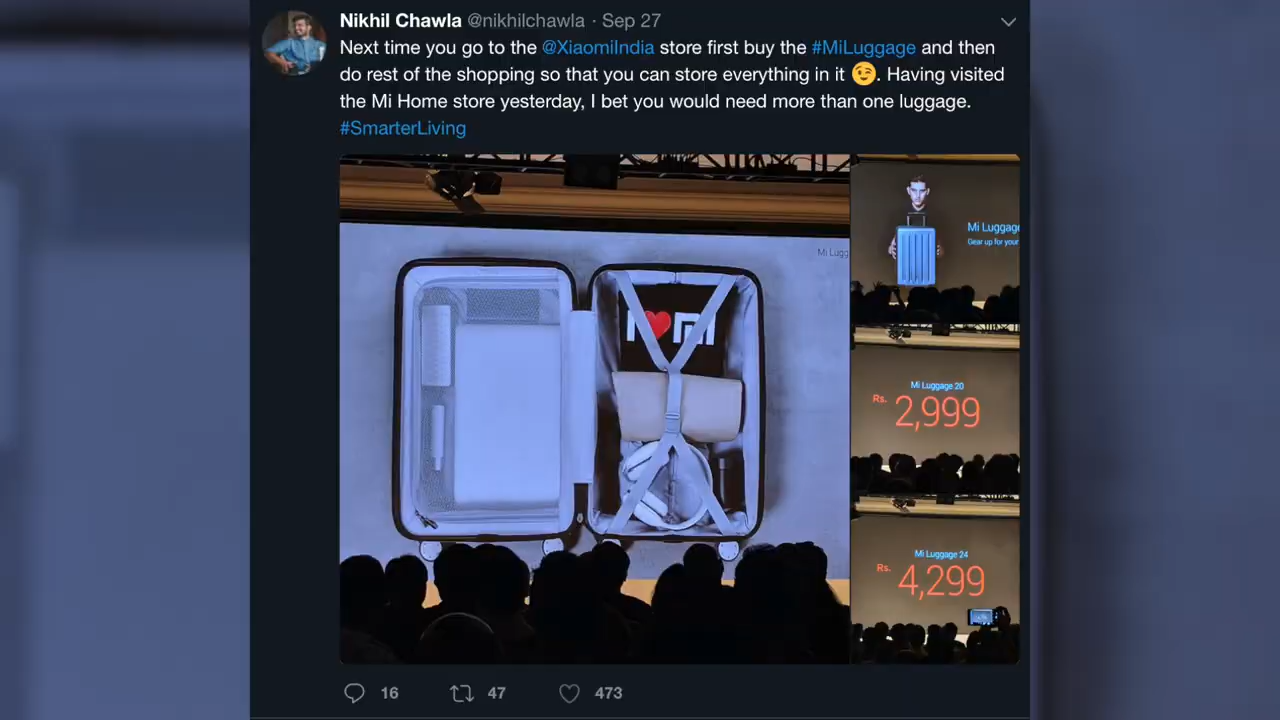 Nikhil Chawla @nikhilchawla · Sep 27
Next time you go to the @XiaomiIndia store first buy the #MiLuggage and then
do rest of the shopping so that you can store everything in it 😉. Having visited
the Mi Home store yesterday, I bet you would need more than one luggage.
#SmarterLiving
Mi Lugg
I ❤ mi
Mi Luggage
Gear up for your
Mi Luggage 20
Rs. 2,999
Mi Luggage 24
Rs. 4,299
16 47 473